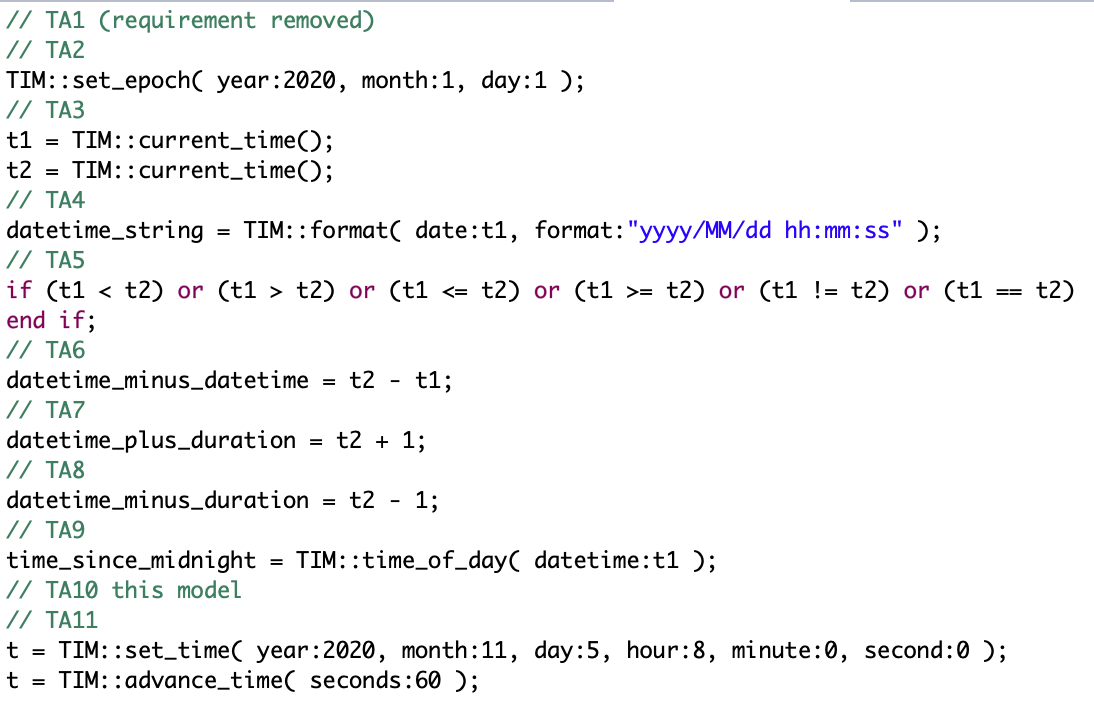 // TA1 (requirement removed)
// TA2
TIM::set_epoch( year:2020, month:1, day:1 );
// TA3
t1 = TIM::current_time();
t2 = TIM::current_time();
// TA4
datetime_string = TIM::format( date:t1, format:"yyyy/MM/dd hh:mm:ss" );
// TA5
if (t1 < t2) or (t1 > t2) or (t1 <= t2) or (t1 >= t2) or (t1 != t2) or (t1 == t2)
end if;
// TA6
datetime_minus_datetime = t2 - t1;
// TA7
datetime_plus_duration = t2 + 1;
// TA8
datetime_minus_duration = t2 - 1;
// TA9
time_since_midnight = TIM::time_of_day( datetime:t1 );
// TA10 this model
// TA11
t = TIM::set_time( year:2020, month:11, day:5, hour:8, minute:0, second:0 );
t = TIM::advance_time( seconds:60 );